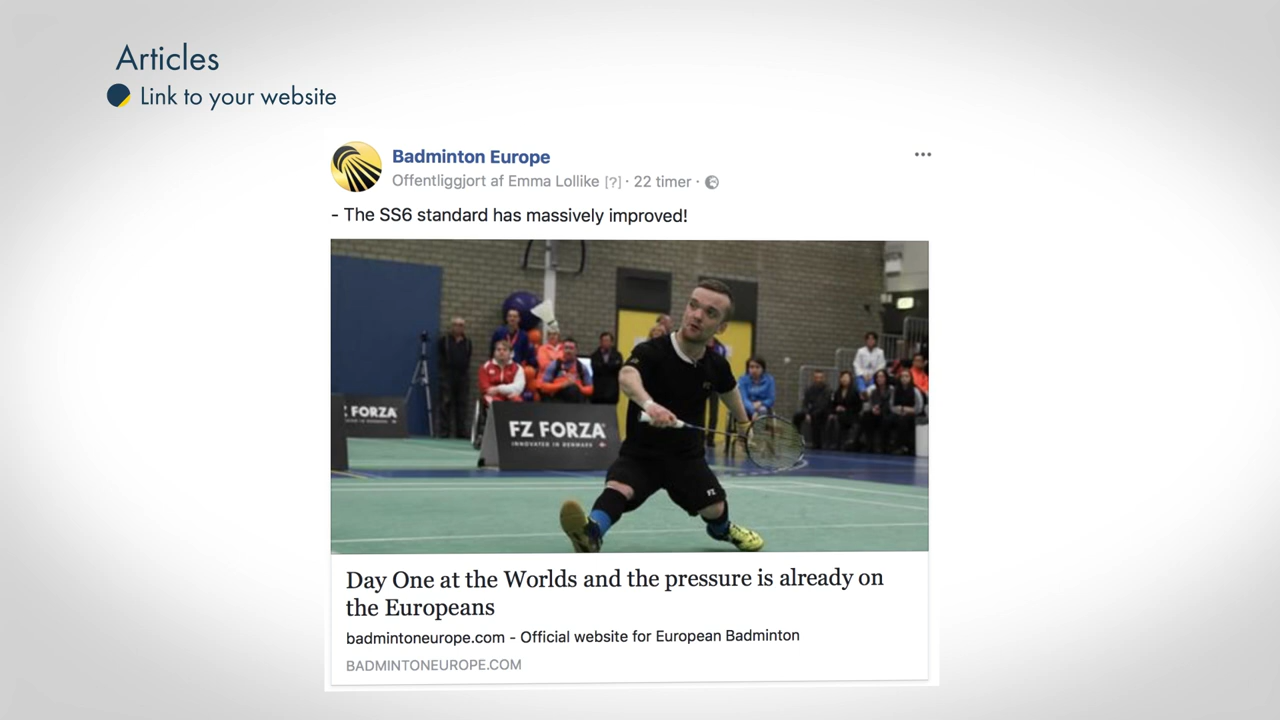 Articles
Link to your website
Badminton Europe
Offentliggjort af Emma Lollike [?] · 22 timer ·
- The SS6 standard has massively improved!
FZ FORZA
FZ FORZA
INNOVATED IN DENMARK
FZ
Day One at the Worlds and the pressure is already on
the Europeans
badmintoneurope.com - Official website for European Badminton
BADMINTONEUROPE.COM